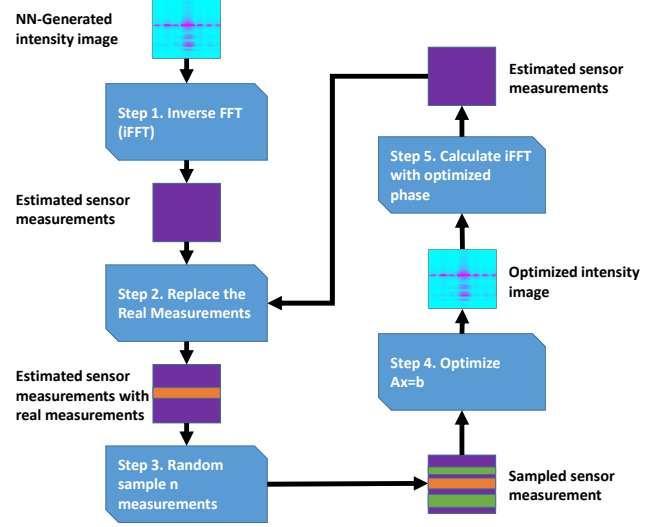 NN-Generated
intensity image
Step 1. Inverse FFT
(iFFT)
Estimated sensor
measurements
Step 2. Replace the
Real Measurements
Estimated sensor
measurements with
real measurements
Step 3. Random
sample n
measurements
Sampled sensor
measurement
Step 4. Optimize
Ax=b
Optimized intensity
image
Step 5. Calculate iFFT
with optimized
phase
Estimated sensor
measurements